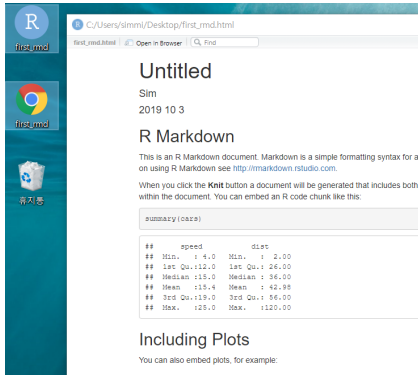 R
first_rmd
first_rmd
휴지통
C:/Users/simmi/Desktop/first_rmd.html
first_rmd.html Open in Browser Find
Untitled
Sim
2019 10 3
R Markdown
This is an R Markdown document. Markdown is a simple formatting syntax for a
on using R Markdown see http://rmarkdown.rstudio.com.
When you click the Knit button a document will be generated that includes both
within the document. You can embed an R code chunk like this:
summary(cars)
## speed dist
## Min. : 4.0 Min. : 2.00
## 1st Qu.:12.0 1st Qu.: 26.00
## Median :15.0 Median : 36.00
## Mean :15.4 Mean : 42.98
## 3rd Qu.:19.0 3rd Qu.: 56.00
## Max. :25.0 Max. :120.00
Including Plots
You can also embed plots, for example: